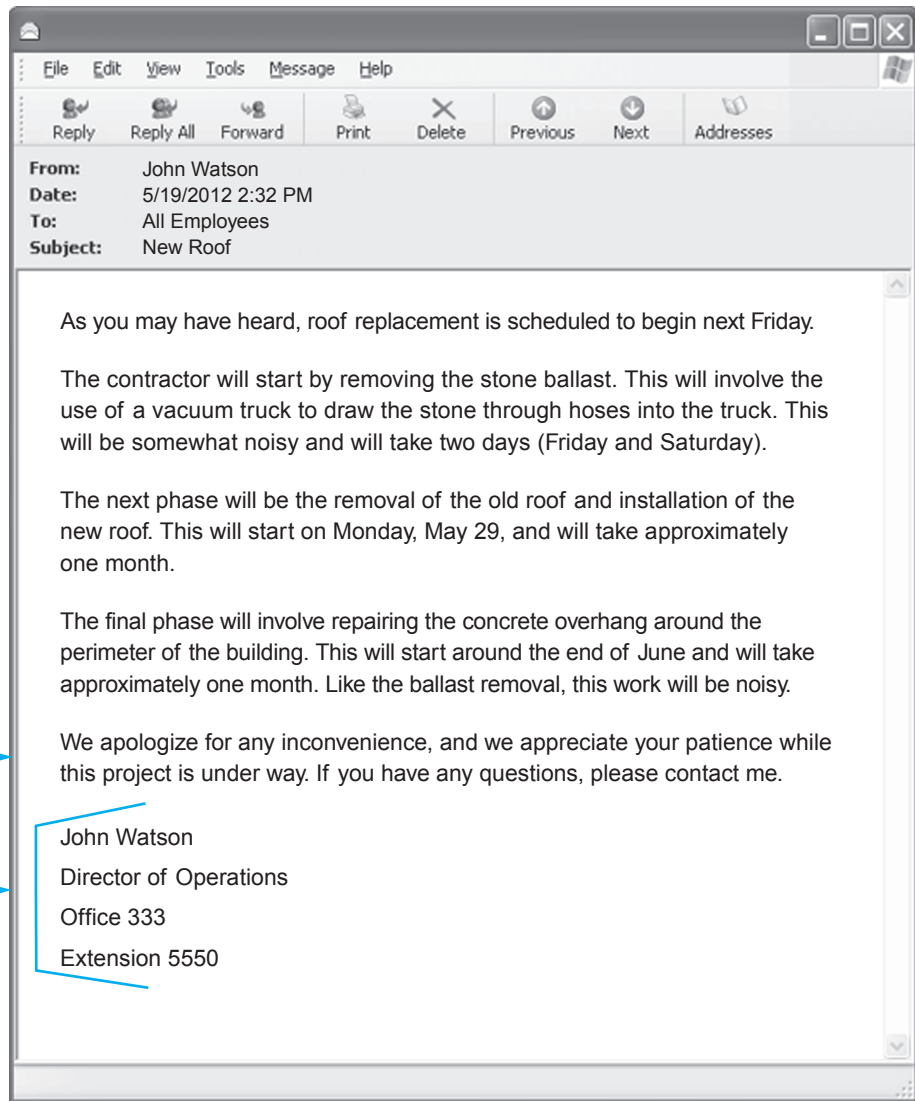 File Edit View Tools Message Help
Reply Reply All Forward Print Delete Previous Next Addresses
From: John Watson
Date: 5/19/2012 2:32 PM
To: All Employees
Subject: New Roof
As you may have heard, roof replacement is scheduled to begin next Friday.
The contractor will start by removing the stone ballast. This will involve the
use of a vacuum truck to draw the stone through hoses into the truck. This
will be somewhat noisy and will take two days (Friday and Saturday).
The next phase will be the removal of the old roof and installation of the
new roof. This will start on Monday, May 29, and will take approximately
one month.
The final phase will involve repairing the concrete overhang around the
perimeter of the building. This will start around the end of June and will take
approximately one month. Like the ballast removal, this work will be noisy.
We apologize for any inconvenience, and we appreciate your patience while
this project is under way. If you have any questions, please contact me.
John Watson
Director of Operations
Office 333
Extension 5550